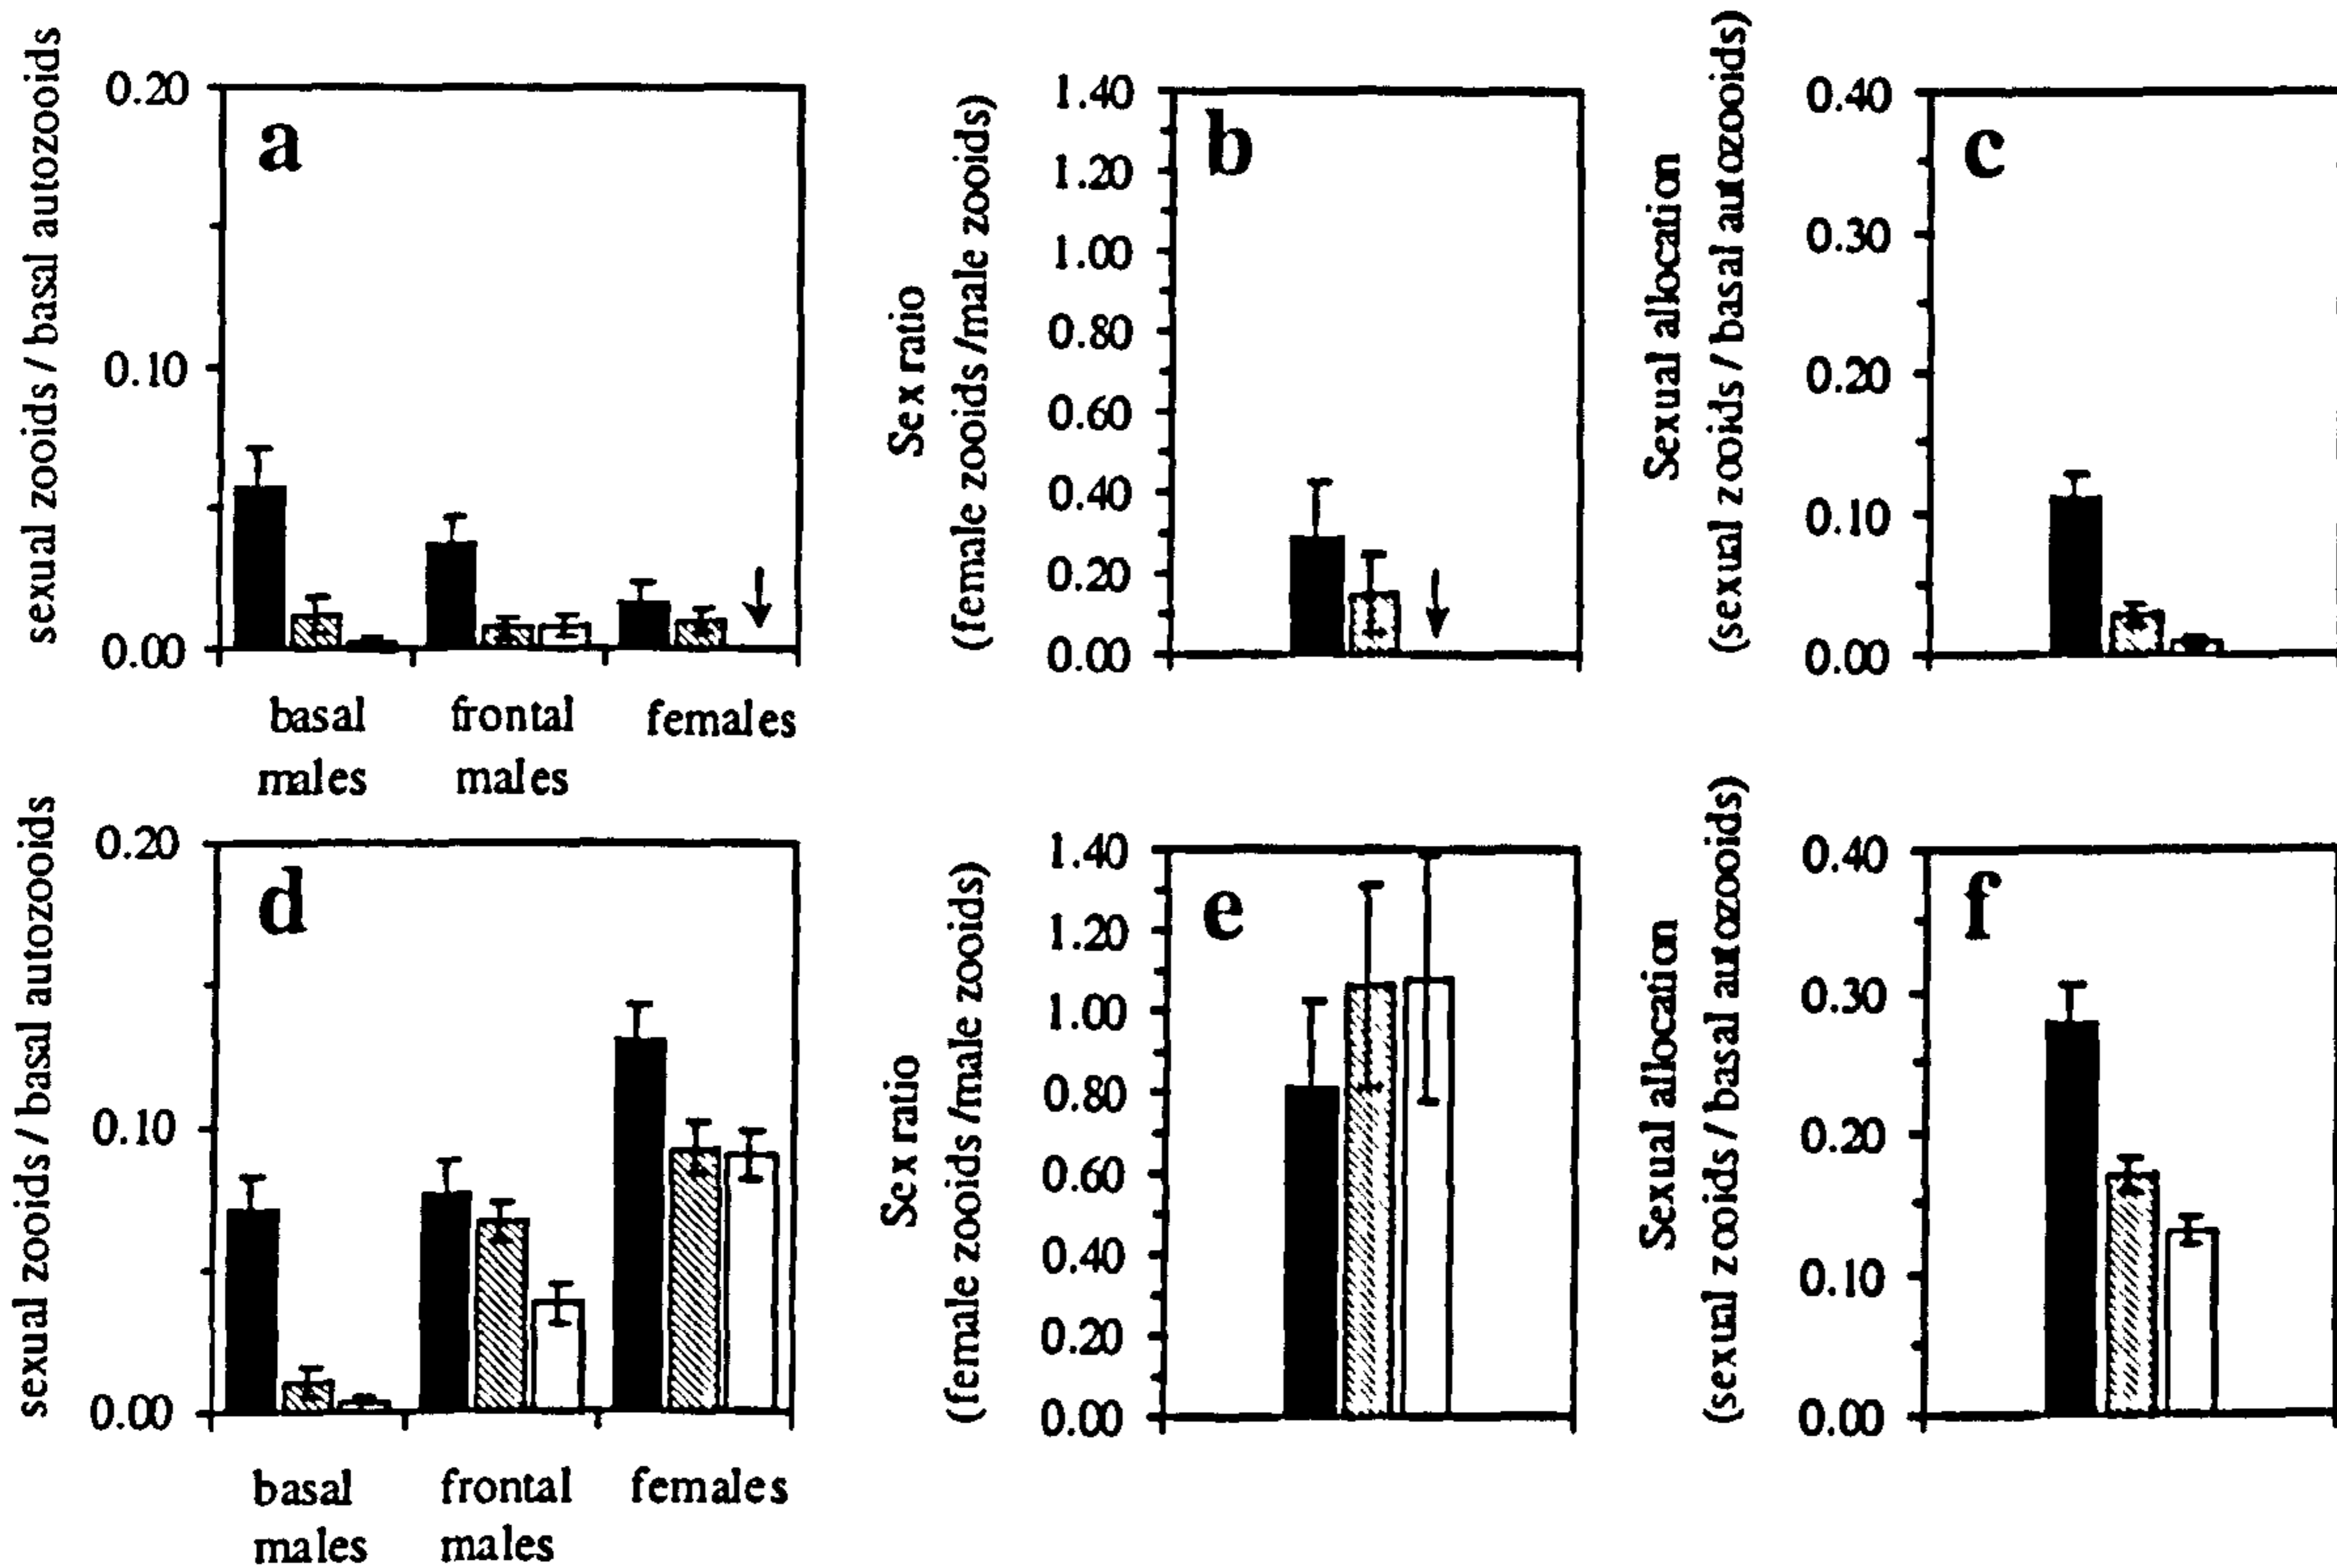 sexual zooids / basal autozooids
0.20
0.10
0.00
a
basal
males
frontal
males
females
Sex ratio
(female zooids /male zooids)
1.40
1.20
1.00
0.80
0.60
0.40
0.20
0.00
b
Sexual allocation
(sexual zooids / basal autozooids)
0.40
0.30
0.20
0.10
0.00
c
sexual zooids / basal autozooids
0.20
0.10
0.00
d
basal
males
frontal
males
females
Sex ratio
(female zooids /male zooids)
1.40
1.20
1.00
0.80
0.60
0.40
0.20
0.00
e
Sexual allocation
(sexual zooids / basal autozooids)
0.40
0.30
0.20
0.10
0.00
f